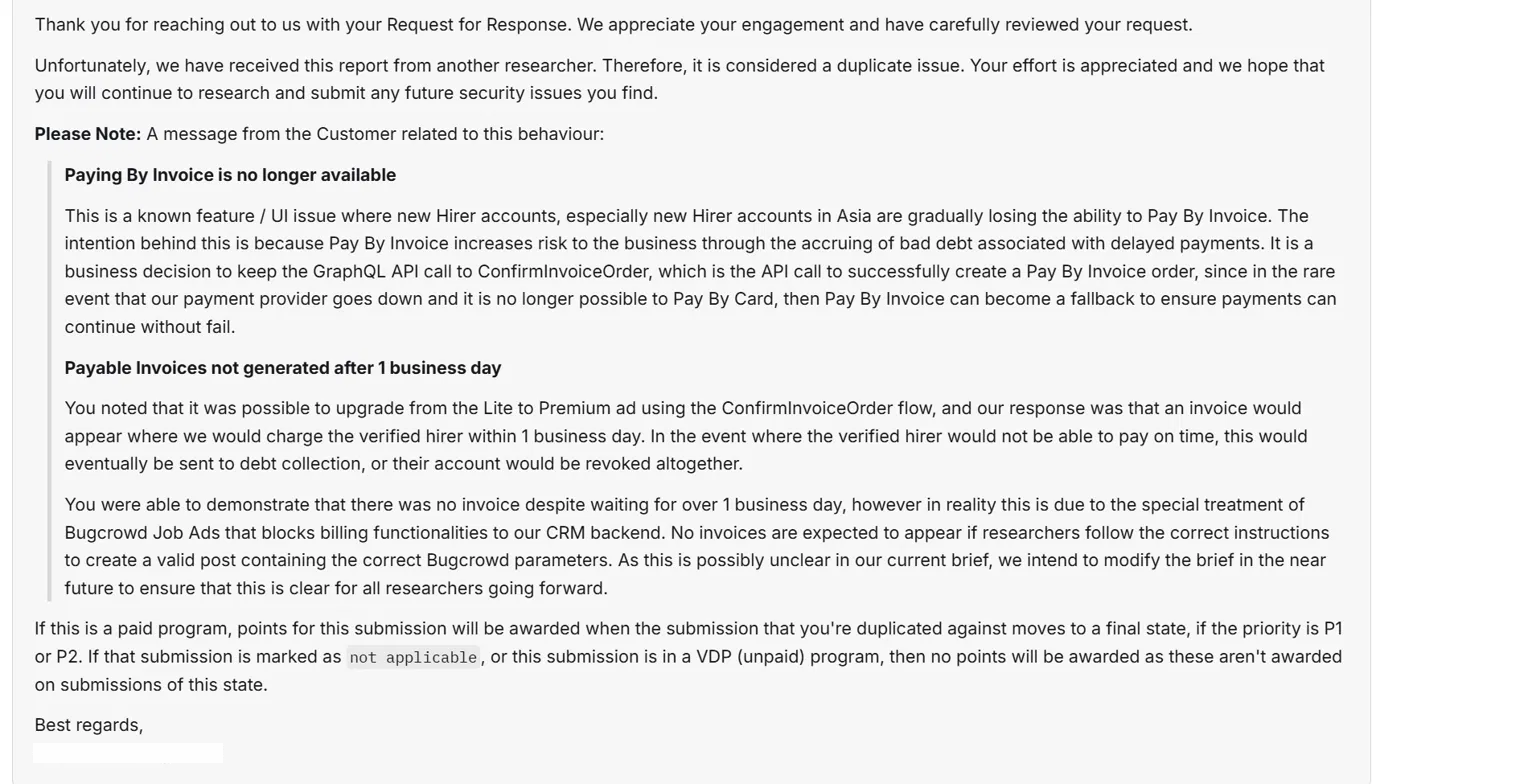 Thank you for reaching out to us with your Request for Response. We appreciate your engagement and have carefully reviewed your request.
Unfortunately, we have received this report from another researcher. Therefore, it is considered a duplicate issue. Your effort is appreciated and we hope that
you will continue to research and submit any future security issues you find.
Please Note: A message from the Customer related to this behaviour:
Paying By Invoice is no longer available
This is a known feature / UI issue where new Hirer accounts, especially new Hirer accounts in Asia are gradually losing the ability to Pay By Invoice. The
intention behind this is because Pay By Invoice increases risk to the business through the accruing of bad debt associated with delayed payments. It is a
business decision to keep the GraphQL API call to ConfirmInvoiceOrder, which is the API call to successfully create a Pay By Invoice order, since in the rare
event that our payment provider goes down and it is no longer possible to Pay By Card, then Pay By Invoice can become a fallback to ensure payments can
continue without fail.
Payable Invoices not generated after 1 business day
You noted that it was possible to upgrade from the Lite to Premium ad using the ConfirmInvoiceOrder flow, and our response was that an invoice would
appear where we would charge the verified hirer within 1 business day. In the event where the verified hirer would not be able to pay on time, this would
eventually be sent to debt collection, or their account would be revoked altogether.
You were able to demonstrate that there was no invoice despite waiting for over 1 business day, however in reality this is due to the special treatment of
Bugcrowd Job Ads that blocks billing functionalities to our CRM backend. No invoices are expected to appear if researchers follow the correct instructions
to create a valid post containing the correct Bugcrowd parameters. As this is possibly unclear in our current brief, we intend to modify the brief in the near
future to ensure that this is clear for all researchers going forward.
If this is a paid program, points for this submission will be awarded when the submission that you're duplicated against moves to a final state, if the priority is P1
or P2. If that submission is marked as not applicable, or this submission is in a VDP (unpaid) program, then no points will be awarded as these aren't awarded
on submissions of this state.
Best regards,